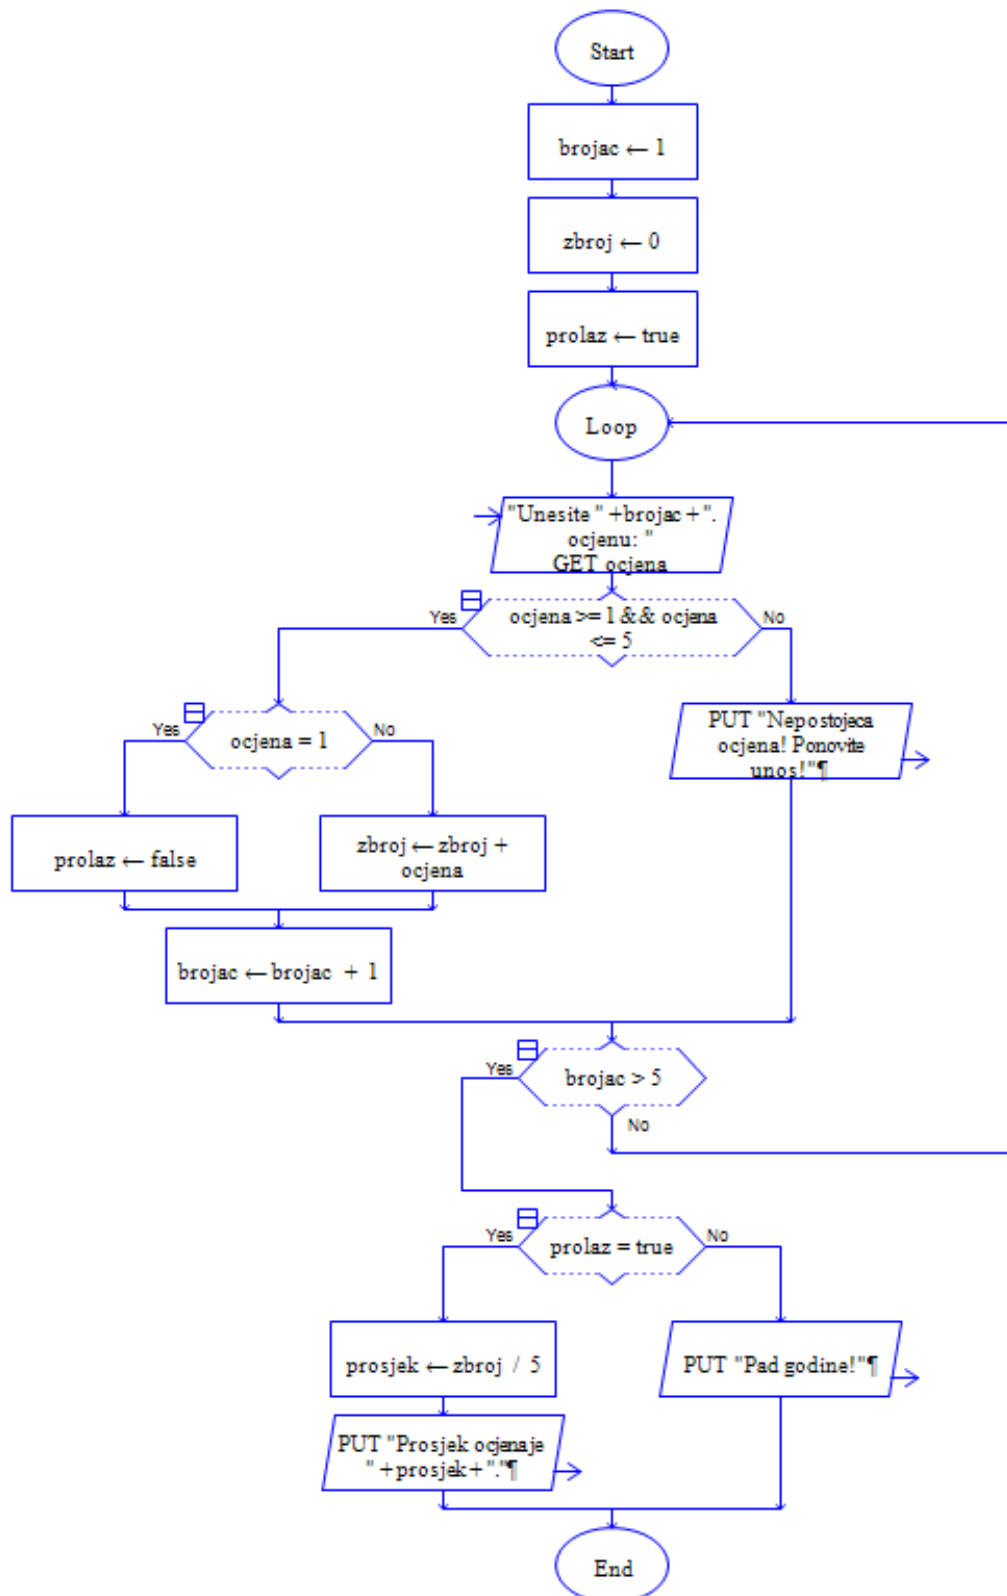 Start
brojac ← 1
zbroj ← 0
prolaz ← true
Loop
"Unesite " +brojac+ ".
ocjenu: "
GET ocjena
Yes
ocjena >= 1 && ocjena
<= 5
No
Yes
ocjena = 1
No
PUT "Nepostojeca
ocjena! Ponovite
unos!"¶
prolaz ← false
zbroj ← zbroj +
ocjena
brojac ← brojac + 1
Yes
brojac > 5
No
Yes
prolaz = true
No
prosjek ← zbroj / 5
PUT "Pad godine!"¶
PUT "Prosjek ocjena je
" +prosjek+ "."¶
End